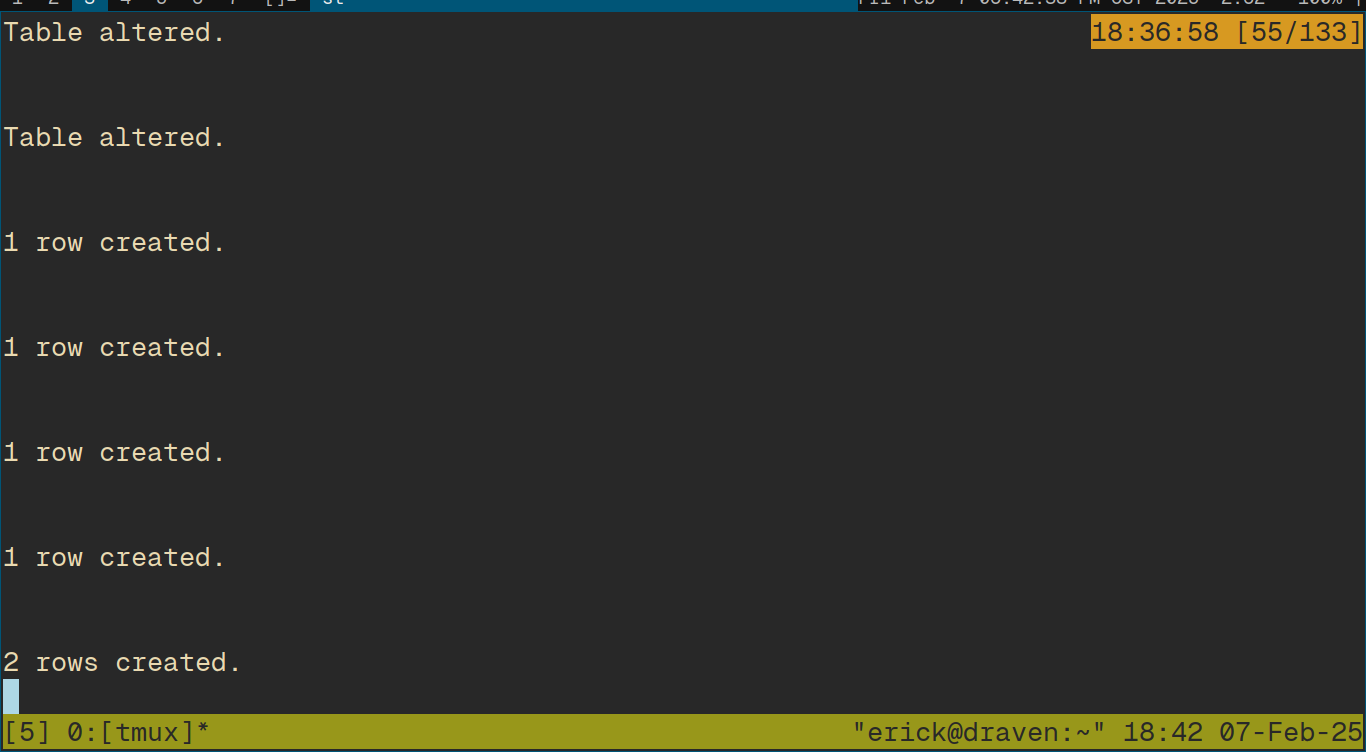 st
Table altered.
18:36:58 [55/133]
Table altered.
1 row created.
1 row created.
1 row created.
1 row created.
2 rows created.
[5] 0:[tmux]* "erick@draven:~" 18:42 07-Feb-25